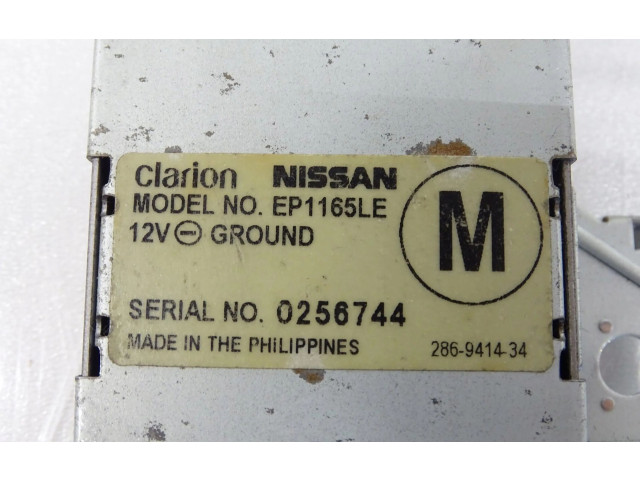 clarion NISSAN
MODEL NO. EP1165LE
12V ⊖ GROUND
M
SERIAL NO. 0256744
MADE IN THE PHILIPPINES 286-9414-34